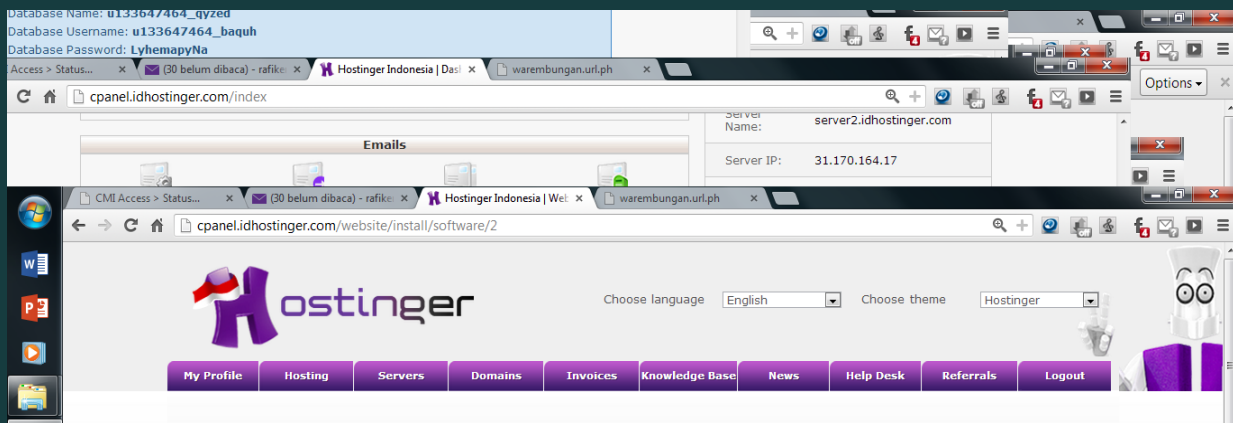 Database Name: u133647464_qyzed
Database Username: u133647464_baquh
Database Password: LyhemapyNa
Access > Status...
(30 belum dibaca) - rafike
Hostinger Indonesia | Das
warembungan.url.ph
Options
cpanel.idhostinger.com/index
Server Name: server2.idhostinger.com
Emails
Server IP: 31.170.164.17
CMI Access > Status...
(30 belum dibaca) - rafike
Hostinger Indonesia | Web
warembungan.url.ph
cpanel.idhostinger.com/website/install/software/2
Hostinger
Choose language English Choose theme Hostinger
My Profile Hosting Servers Domains Invoices Knowledge Base News Help Desk Referrals Logout